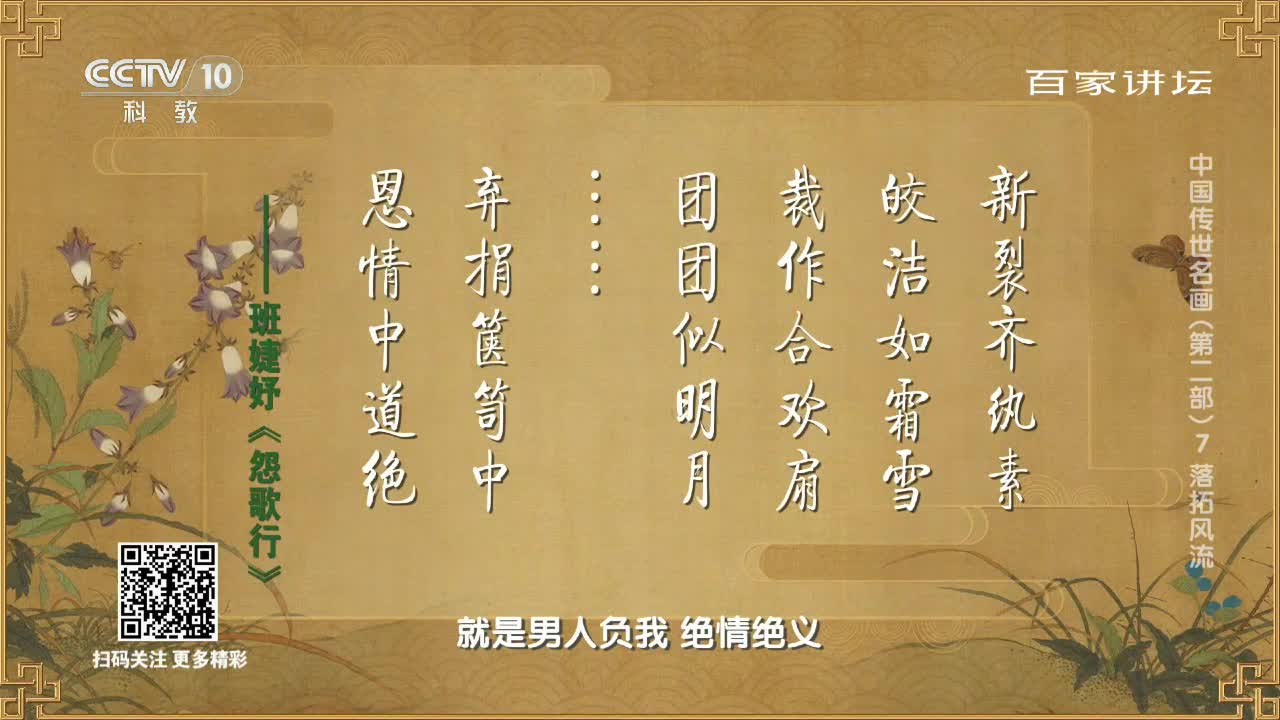 CCTV 10
科教
百家讲坛
中国传世名画（第二部）7 落拓风流
新裂齐纨素
皎洁如霜雪
裁作合欢扇
团团似明月
……
弃捐箧笥中
恩情中道绝
——班婕妤《怨歌行》
扫码关注 更多精彩
就是男人负我 绝情绝义